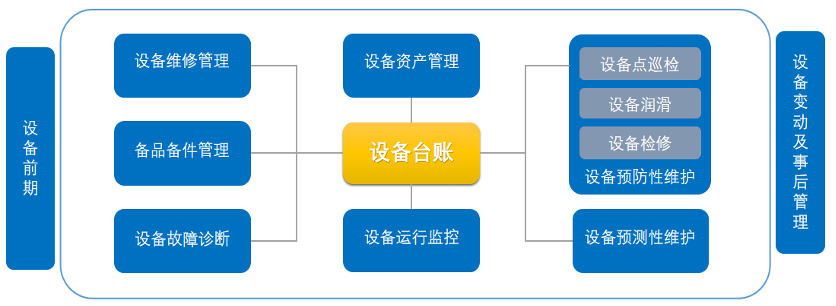 设备前期
设备维修管理
备品备件管理
设备故障诊断
设备资产管理
设备台账
设备运行监控
设备点巡检
设备润滑
设备检修
设备预防性维护
设备预测性维护
设备变动及事后管理